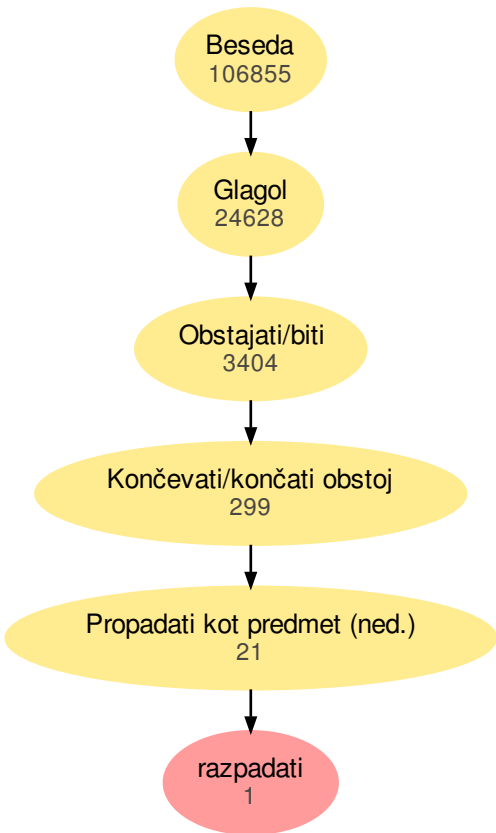 Beseda
106855
Glagol
24628
Obstajati/biti
3404
Končevati/končati obstoj
299
Propadati kot predmet (ned.)
21
razpadati
1